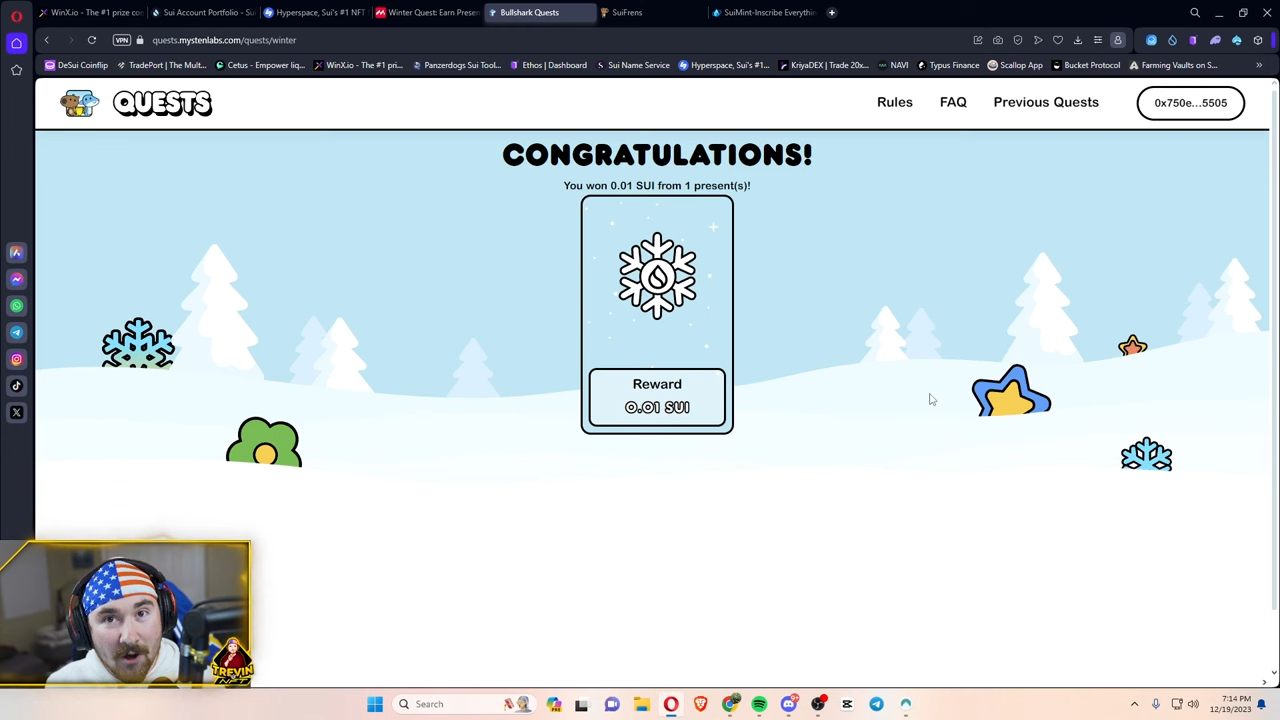 WinX.io - The #1 prize con
Sui Account Portfolio - Su
Hyperspace, Sui's #1 NFT
Winter Quest: Earn Presen
Bullshark Quests
SuiFrens
SuiMint-Inscribe Everythin
VPN
quests.mystenlabs.com/quests/winter
DeSui Coinflip
TradePort | The Mult...
Cetus - Empower liq...
WinX.io - The #1 pri...
Panzerdogs Sui Tool...
Ethos | Dashboard
Sui Name Service
Hyperspace, Sui's #1...
KriyaDEX | Trade 20x...
NAVI
Typus Finance
Scallop App
Bucket Protocol
Farming Vaults on S...
QUESTS
Rules
FAQ
Previous Quests
0x750e...5505
CONGRATULATIONS!
You won 0.01 SUI from 1 present(s)!
Reward
0.01 SUI
TREVIN
NFT
Search
7:14 PM
12/19/2023